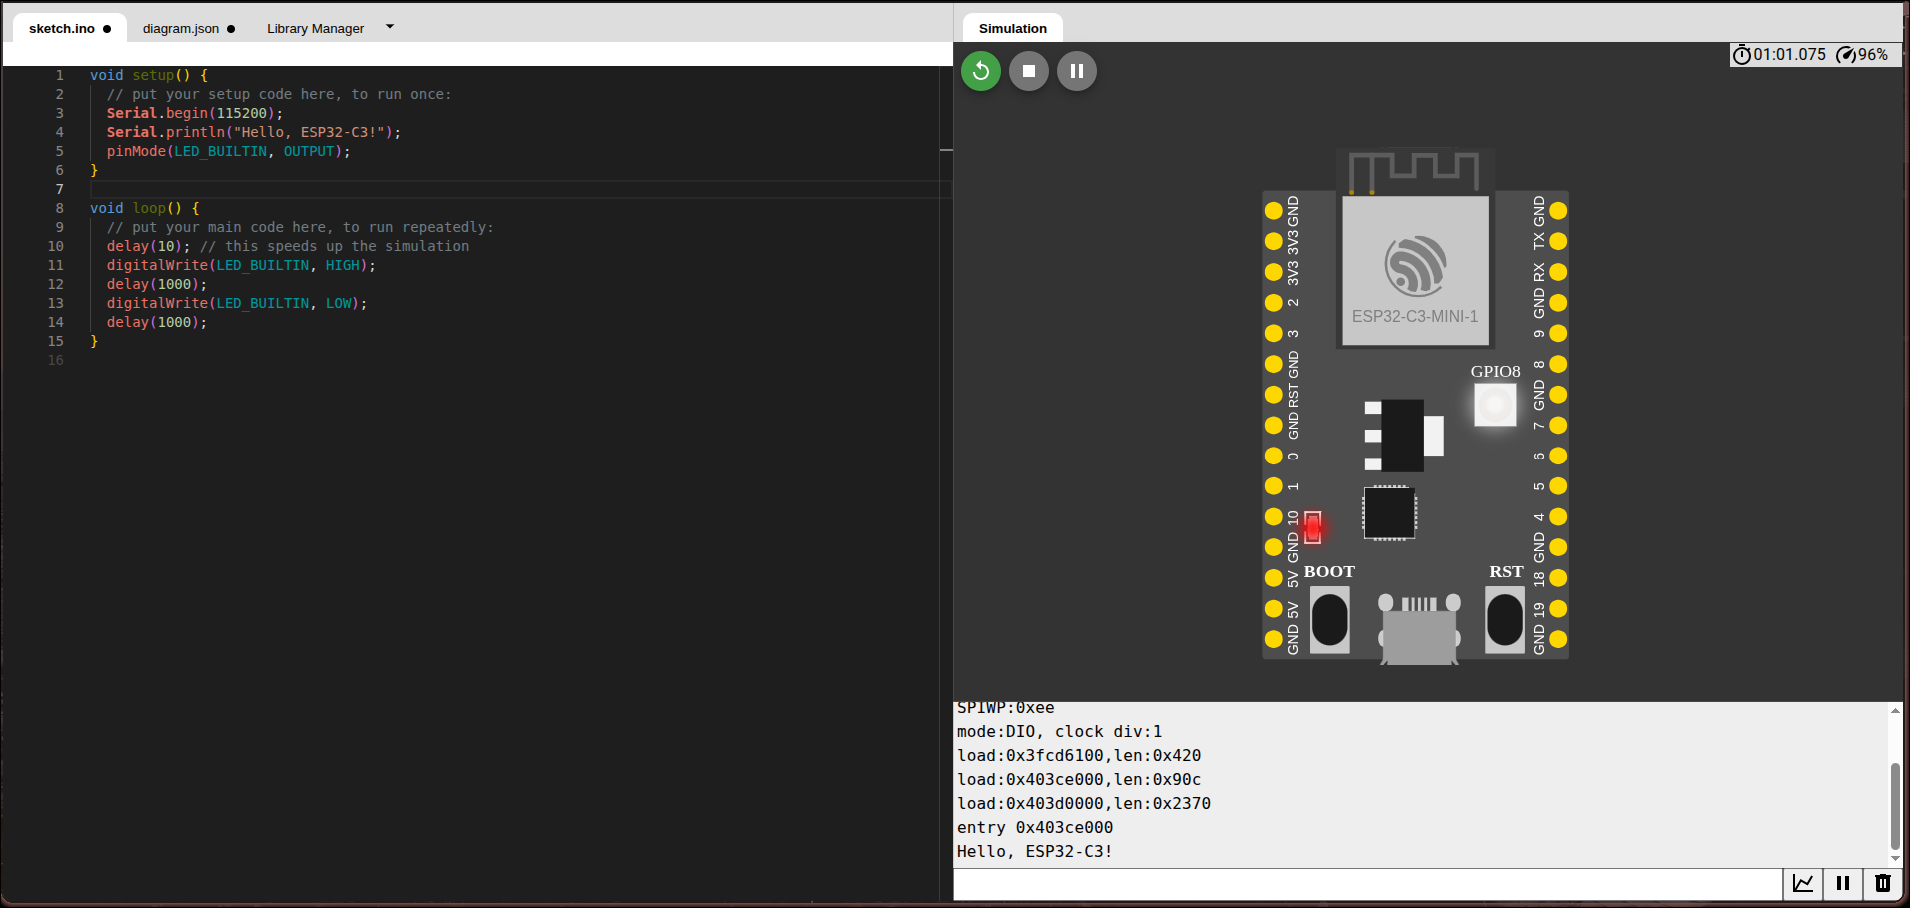 sketch.ino
diagram.json
Library Manager
1 void setup() {
2 // put your setup code here, to run once:
3 Serial.begin(115200);
4 Serial.println("Hello, ESP32-C3!");
5 pinMode(LED_BUILTIN, OUTPUT);
6 }
7
8 void loop() {
9 // put your main code here, to run repeatedly:
10 delay(10); // this speeds up the simulation
11 digitalWrite(LED_BUILTIN, HIGH);
12 delay(1000);
13 digitalWrite(LED_BUILTIN, LOW);
14 delay(1000);
15 }
16
Simulation
01:01.075
96%
ESP32-C3-MINI-1
GND
3V3
3V3
2
3
GND
RST
GND
0
1
10
GND
5V
5V
GND
GND
TX
RX
GND
9
8
GND
7
6
5
4
GND
18
19
GND
GPIO8
BOOT
RST
SPIWP:0xee
mode:DIO, clock div:1
load:0x3fcd6100,len:0x420
load:0x403ce000,len:0x90c
load:0x403d0000,len:0x2370
entry 0x403ce000
Hello, ESP32-C3!